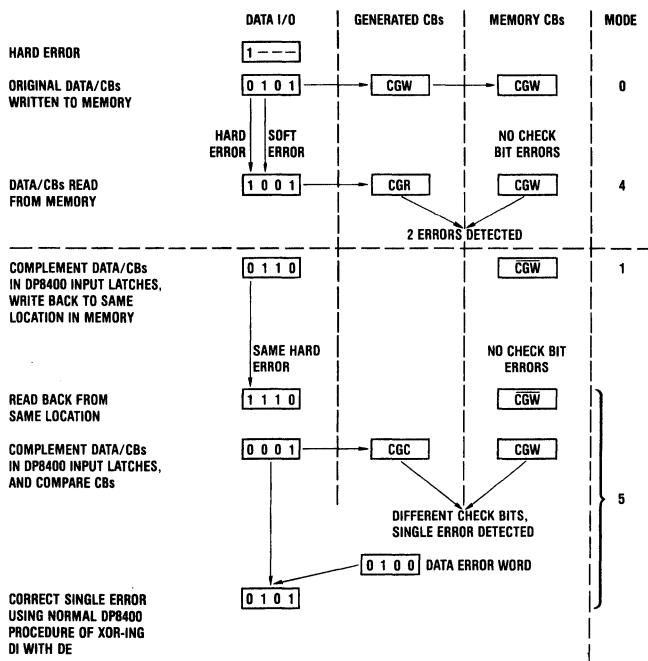 DATA I/O GENERATED CBs MEMORY CBs MODE
HARD ERROR
1 – – –
ORIGINAL DATA/CBs
WRITTEN TO MEMORY
0 1 0 1
CGW
CGW
0
HARD
ERROR
SOFT
ERROR
NO CHECK
BIT ERRORS
DATA/CBs READ
FROM MEMORY
1 0 0 1
CGR
CGW
4
2 ERRORS DETECTED
COMPLEMENT DATA/CBs
IN DP8400 INPUT LATCHES,
WRITE BACK TO SAME
LOCATION IN MEMORY
0 1 1 0
C̅G̅W̅
1
SAME HARD
ERROR
NO CHECK BIT
ERRORS
READ BACK FROM
SAME LOCATION
1 1 1 0
C̅G̅W̅
COMPLEMENT DATA/CBs
IN DP8400 INPUT LATCHES,
AND COMPARE CBs
0 0 0 1
CGC
CGW
5
DIFFERENT CHECK BITS,
SINGLE ERROR DETECTED
0 1 0 0 DATA ERROR WORD
CORRECT SINGLE ERROR
USING NORMAL DP8400
PROCEDURE OF XOR-ING
DI WITH DE
0 1 0 1